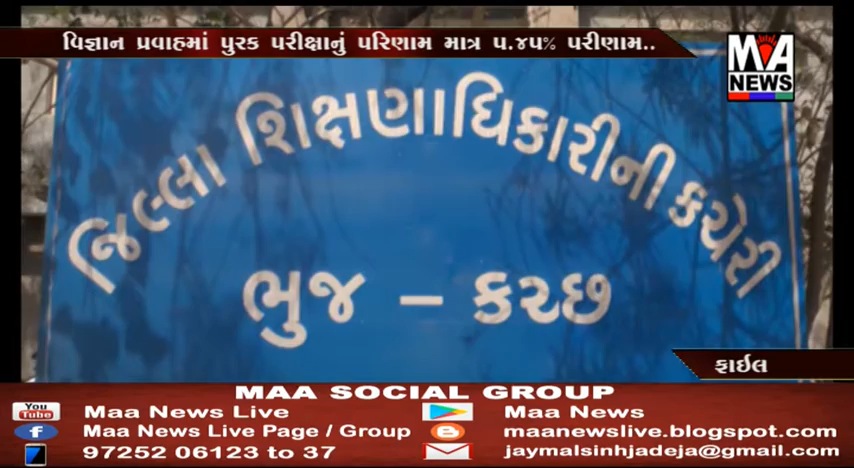 વિજ્ઞાન પ્રવાહમાં પુરક પરીક્ષાનું પરિણામ માત્ર ૫.૪૫% પરીણામ..
MAA
NEWS
જિલ્લા શિક્ષણાધિકારીની કચેરી
ભુજ – કચ્છ
ફાઈલ
MAA SOCIAL GROUP
You Tube Maa News Live
Maa News
f Maa News Live Page / Group
maanewslive.blogspot.com
97252 06123 to 37
jaymalsinhjadeja@gmail.com